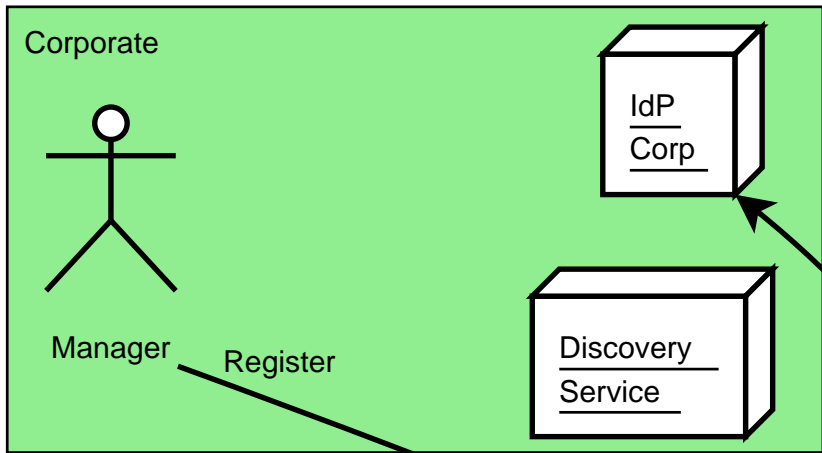 Corporate
IdP
Corp
Manager
Register
Discovery
Service